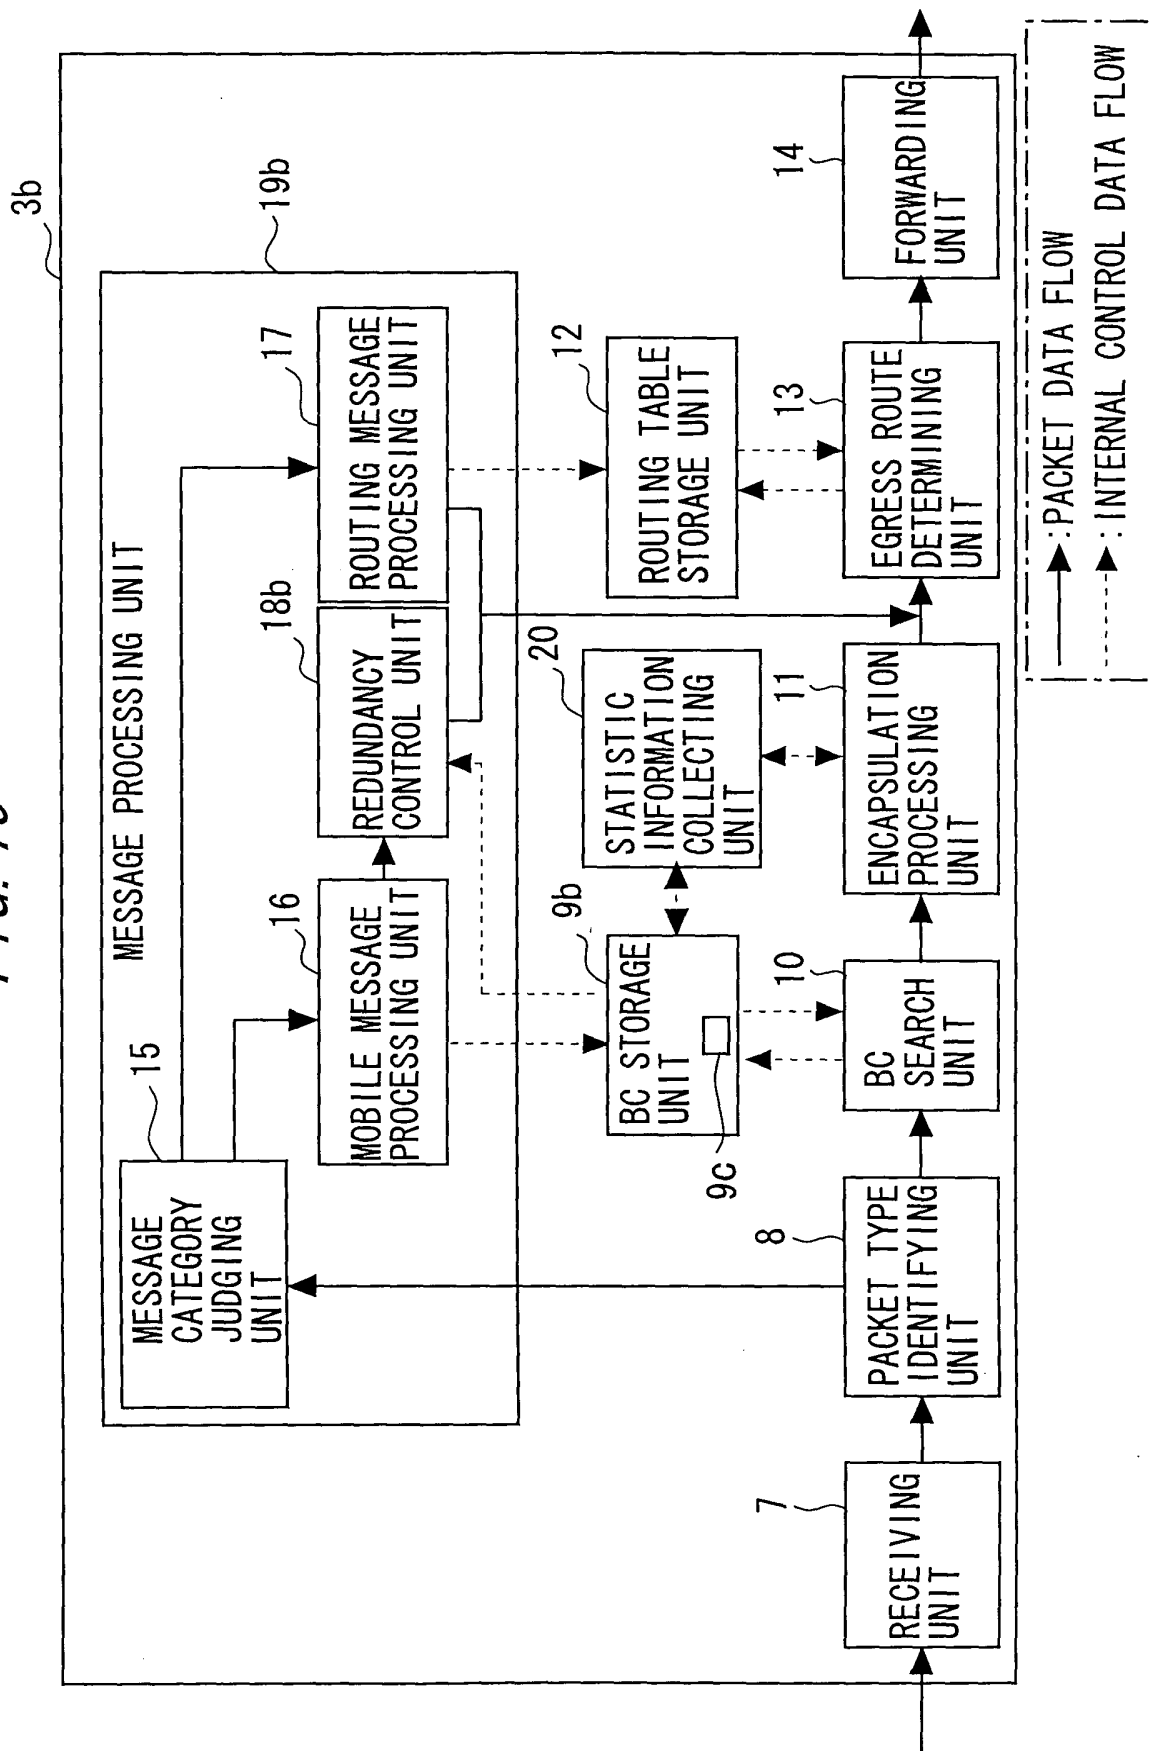 3b
19b
MESSAGE PROCESSING UNIT
15
MESSAGE
CATEGORY
JUDGING
UNIT
16
MOBILE MESSAGE
PROCESSING UNIT
18b
REDUNDANCY
CONTROL UNIT
17
ROUTING MESSAGE
PROCESSING UNIT
9b
BC STORAGE
UNIT
9c
20
STATISTIC
INFORMATION
COLLECTING
UNIT
12
ROUTING TABLE
STORAGE UNIT
7
RECEIVING
UNIT
8
PACKET TYPE
IDENTIFYING
UNIT
10
BC
SEARCH
UNIT
11
ENCAPSULATION
PROCESSING
UNIT
13
EGRESS ROUTE
DETERMINING
UNIT
14
FORWARDING
UNIT
:PACKET DATA FLOW
:INTERNAL CONTROL DATA FLOW